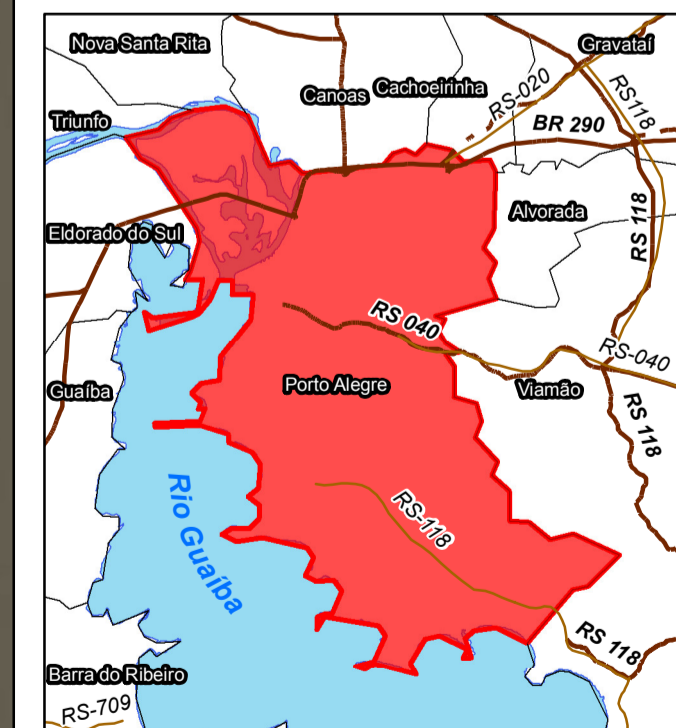 Nova Santa Rita
Gravataí
Canoas
Cachoeirinha
RS-020
RS118
Triunfo
BR 290
Alvorada
RS 118
Eldorado do Sul
RS 040
RS-040
Guaíba
Porto Alegre
Viamão
RS 118
Rio Guaíba
RS-118
RS 118
Barra do Ribeiro
RS-709